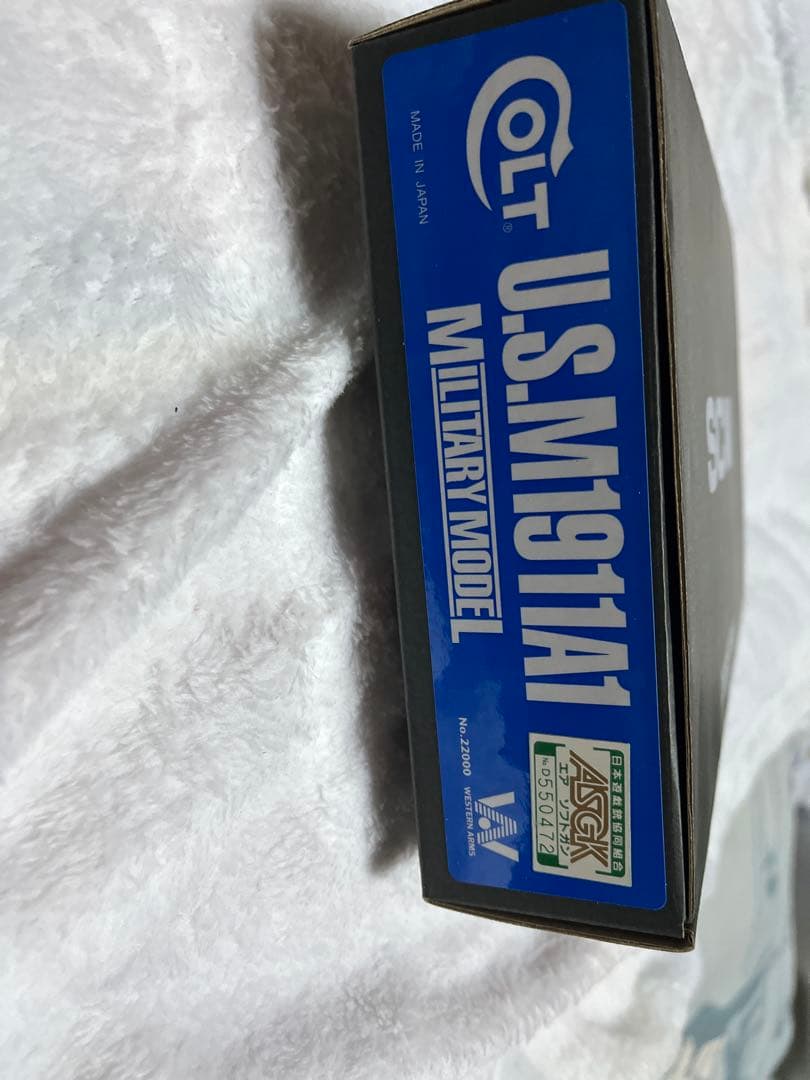 COLT®
MADE IN JAPAN
U.S.M1911A1
MILITARY MODEL
No.22000
WESTERN ARMS
日本遊戯銃協同組合
ASGK
エアソフトガン
No D550472